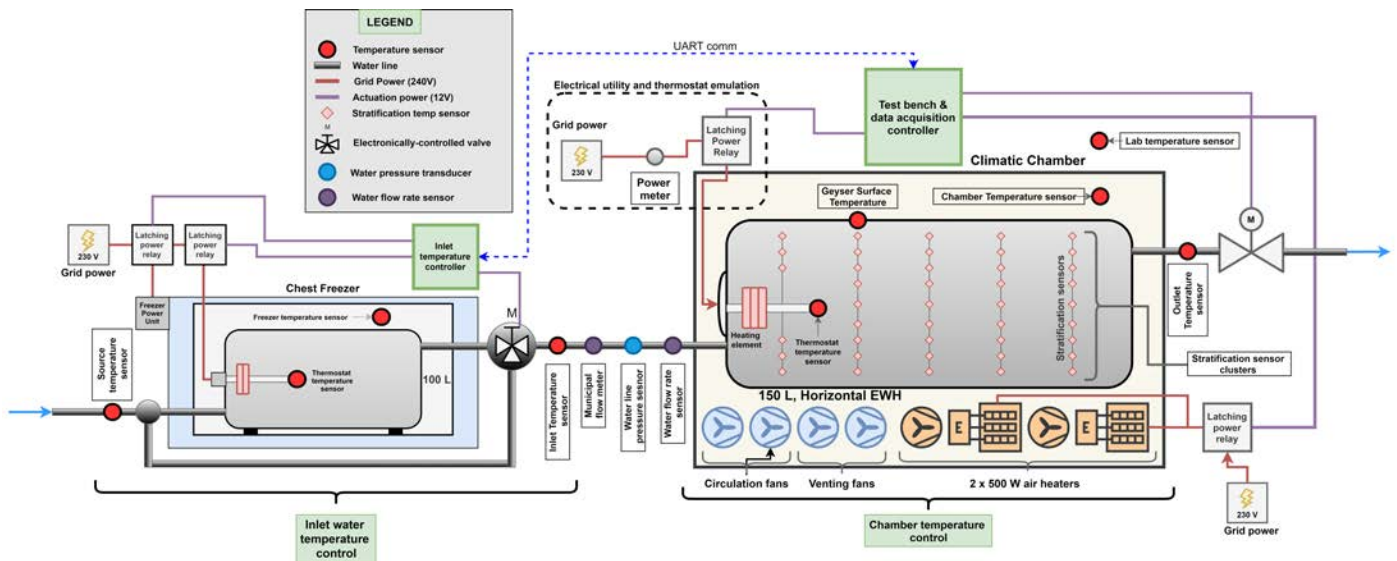 LEGEND
Temperature sensor
Water line
Grid Power (240V)
Actuation power (12V)
Stratification temp sensor
M
Electronically-controlled valve
Water pressure transducer
Water flow rate sensor
UART comm
Electrical utility and thermostat emulation
Grid power
230 V
Power
meter
Latching
Power
Relay
Test bench &
data acquisition
controller
Lab temperature sensor
Climatic Chamber
Chamber Temperature sensor
Geyser Surface
Temperature
M
230 V
Grid power
Latching
power
relay
Latching
power
relay
Inlet
temperature
controller
Chest Freezer
Freezer
Power
Unit
Freezer temperature sensor
Thermostat
temperature
sensor
100 L
M
Source
temperature
sensor
Inlet Temperature
sensor
Municipal
flow meter
Water line
pressure sesnor
Water flow rate
sensor
Heating
element
Thermostat
temperature
sensor
Stratification sensors
Outlet
Temperature
sensor
Stratification sensor
clusters
150 L, Horizontal EWH
E
E
Latching
power
relay
Circulation fans
Venting fans
2 x 500 W air heaters
230 V
Grid power
Inlet water
temperature
control
Chamber temperature
control